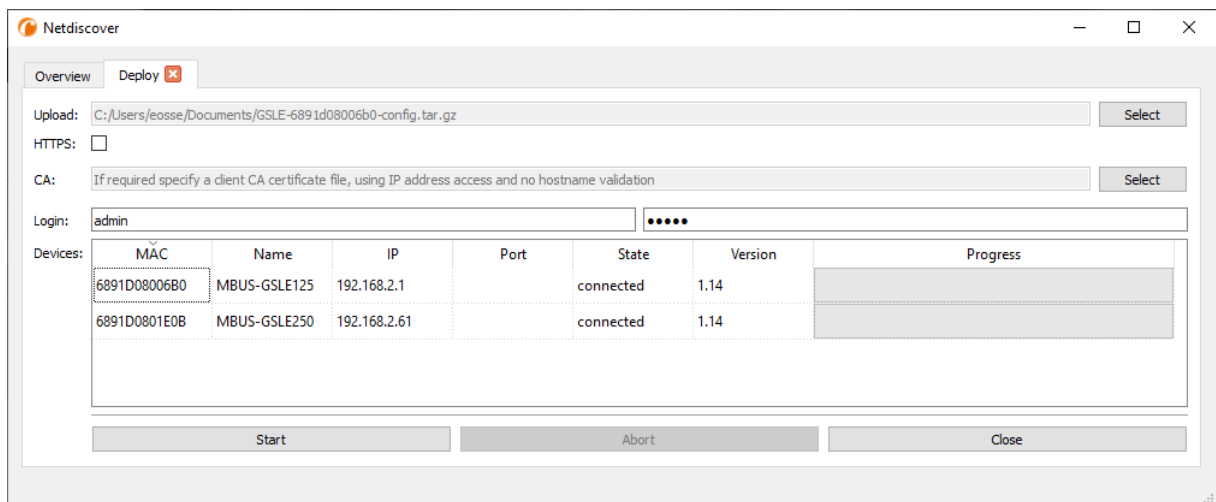 Netdiscover
Overview Deploy
Upload: C:/Users/eosse/Documents/GSLE-6891d08006b0-config.tar.gz Select
HTTPS:
CA: If required specify a client CA certificate file, using IP address access and no hostname validation Select
Login: admin •••••
Devices: MAC Name IP Port State Version Progress
6891D08006B0 MBUS-GSLE125 192.168.2.1 connected 1.14
6891D0801E0B MBUS-GSLE250 192.168.2.61 connected 1.14
Start Abort Close